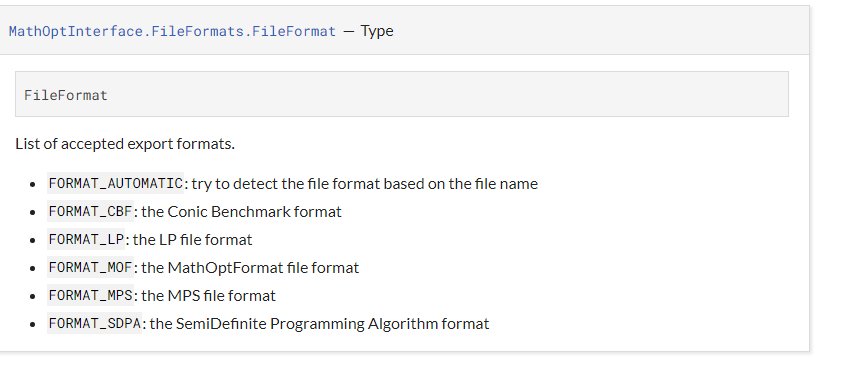 MathOptInterface.FileFormats.FileFormat — Type
FileFormat
List of accepted export formats.
• FORMAT_AUTOMATIC: try to detect the file format based on the file name
• FORMAT_CBF: the Conic Benchmark format
• FORMAT_LP: the LP file format
• FORMAT_MOF: the MathOptFormat file format
• FORMAT_MPS: the MPS file format
• FORMAT_SDPA: the SemiDefinite Programming Algorithm format